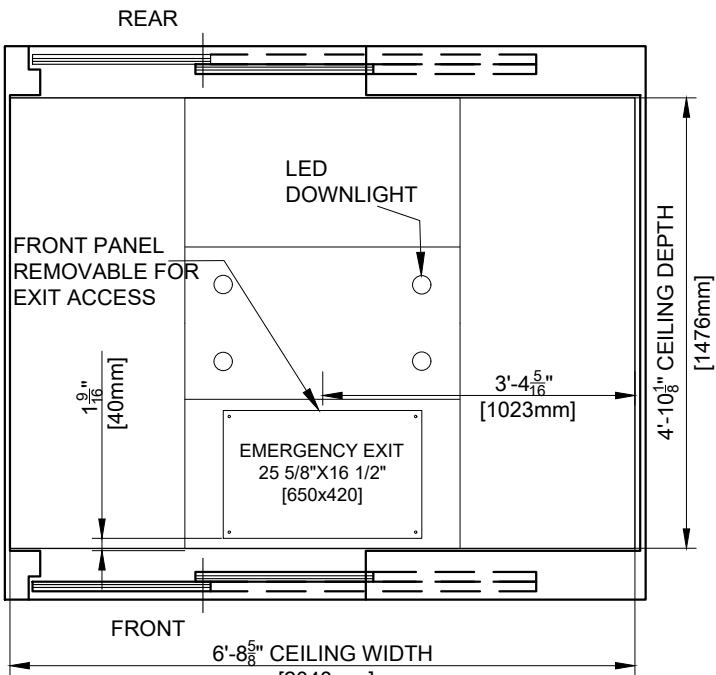 REAR
LED
DOWNLIGHT
FRONT PANEL
REMOVABLE FOR
EXIT ACCESS
1 9/16"
[40mm]
3'-4 5/16"
[1023mm]
4'-10 1/8" CEILING DEPTH
[1476mm]
EMERGENCY EXIT
25 5/8"X16 1/2"
[650x420]
FRONT
6'-8 5/8" CEILING WIDTH